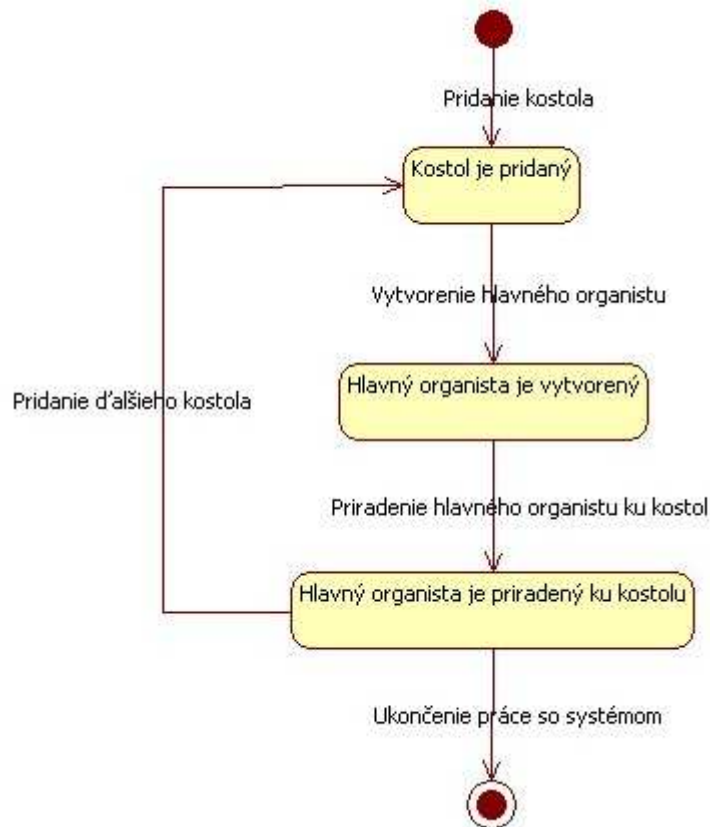 Pridanie kostola
Kostol je pridaný
Vytvorenie hlavného organistu
Hlavný organista je vytvorený
Pridanie ďalšieho kostola
Priradenie hlavného organistu ku kostol
Hlavný organista je priradený ku kostolu
Ukončenie práce so systémom